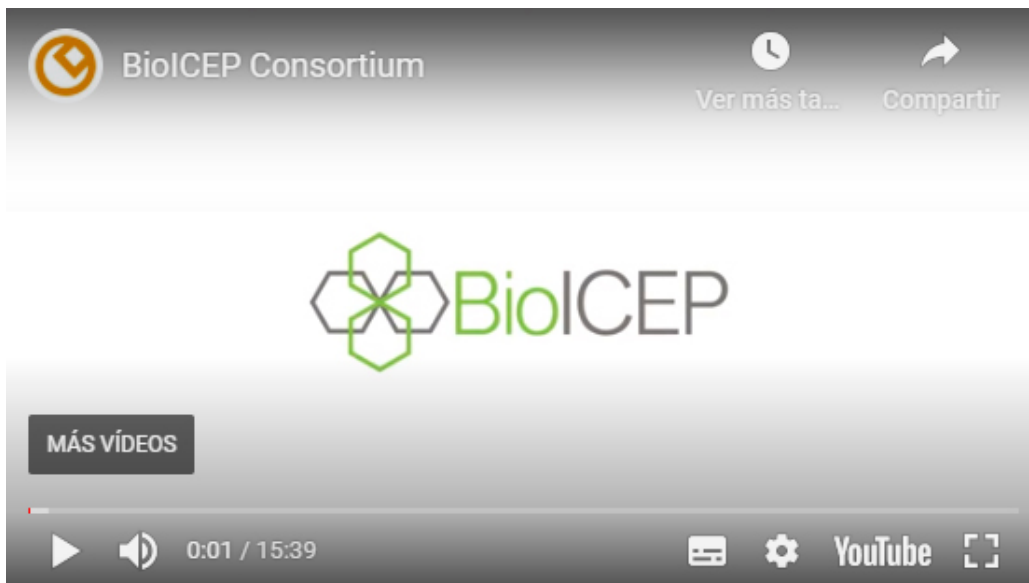 BioICEP Consortium
Ver más ta...
Compartir
BioICEP
MÁS VÍDEOS
0:01 / 15:39
YouTube